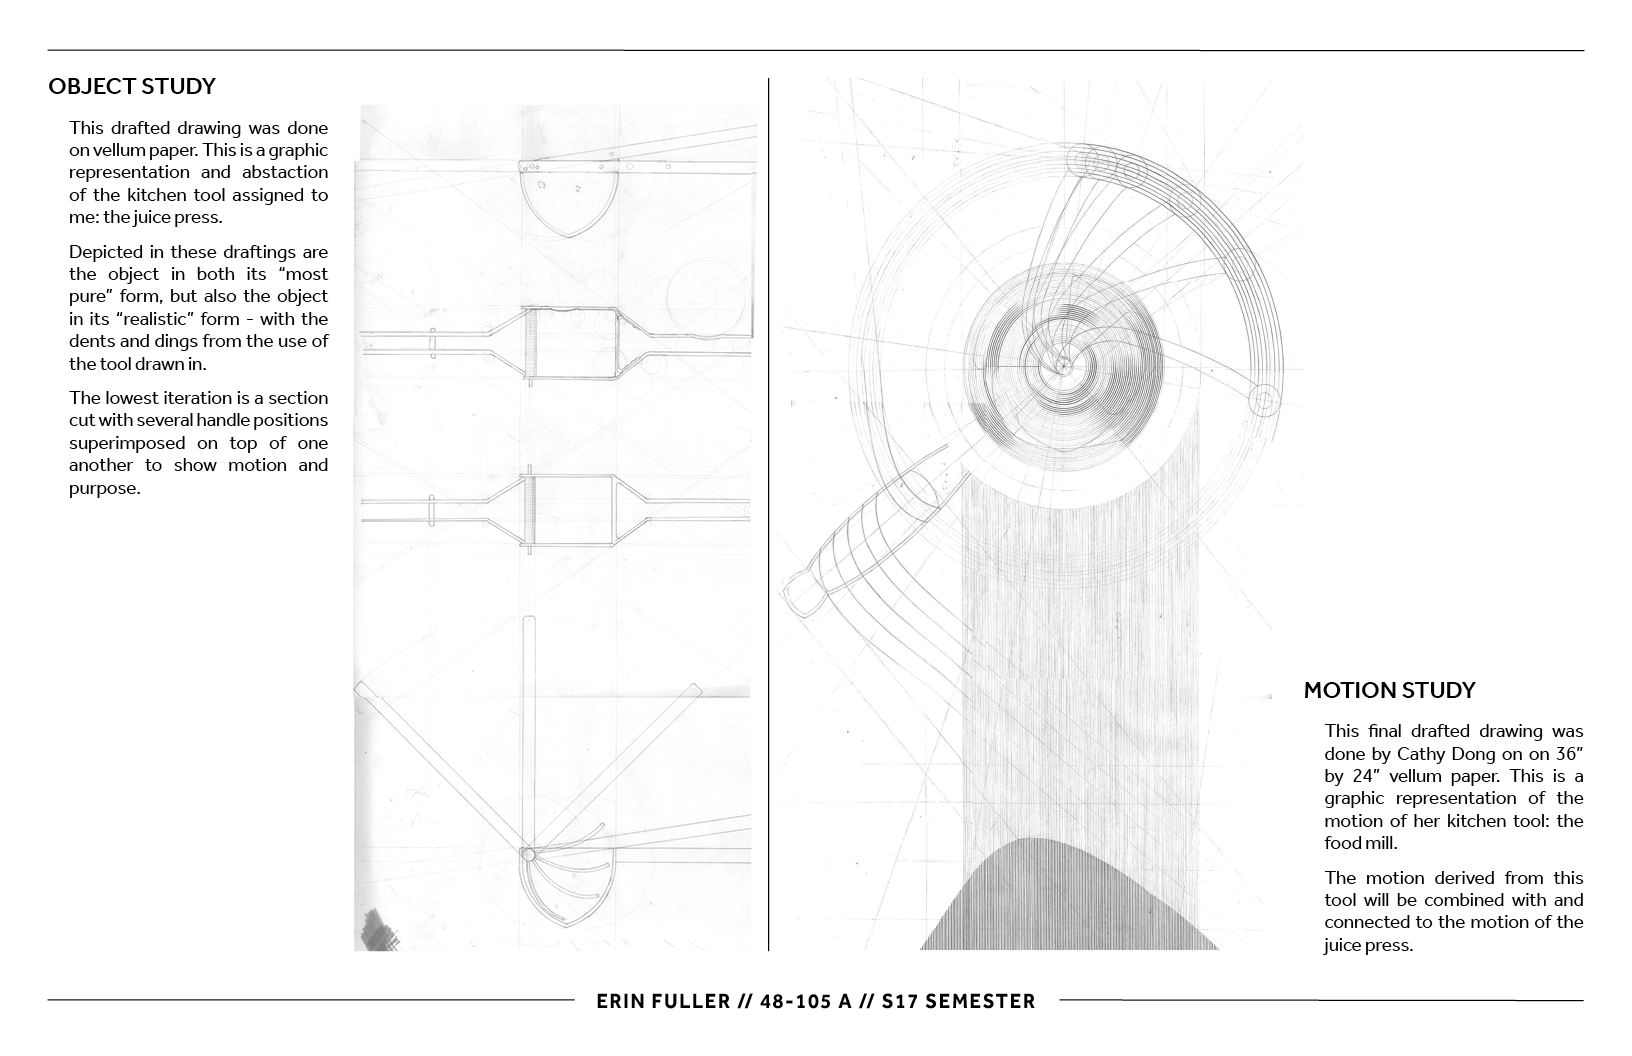 OBJECT STUDY
This drafted drawing was done
on vellum paper. This is a graphic
representation and abstaction
of the kitchen tool assigned to
me: the juice press.
Depicted in these draftings are
the object in both its “most
pure” form, but also the object
in its “realistic” form - with the
dents and dings from the use of
the tool drawn in.
The lowest iteration is a section
cut with several handle positions
superimposed on top of one
another to show motion and
purpose.
MOTION STUDY
This final drafted drawing was
done by Cathy Dong on on 36”
by 24” vellum paper. This is a
graphic representation of the
motion of her kitchen tool: the
food mill.
The motion derived from this
tool will be combined with and
connected to the motion of the
juice press.
ERIN FULLER // 48-105 A // S17 SEMESTER